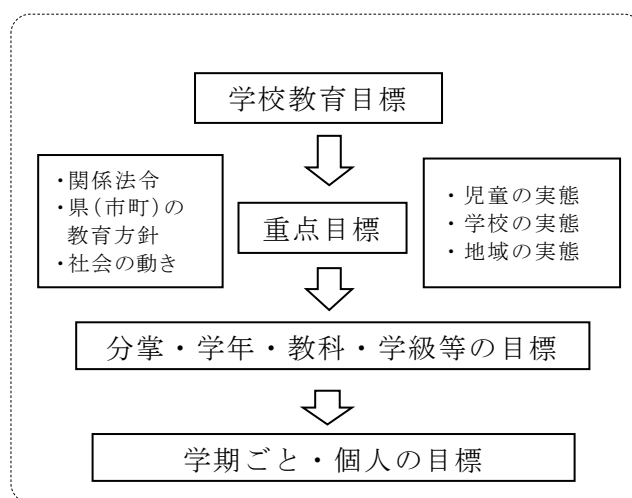 学校教育目標
・関係法令
・県(市町)の
教育方針
・社会の動き
重点目標
・児童の実態
・学校の実態
・地域の実態
分掌・学年・教科・学級等の目標
学期ごと・個人の目標